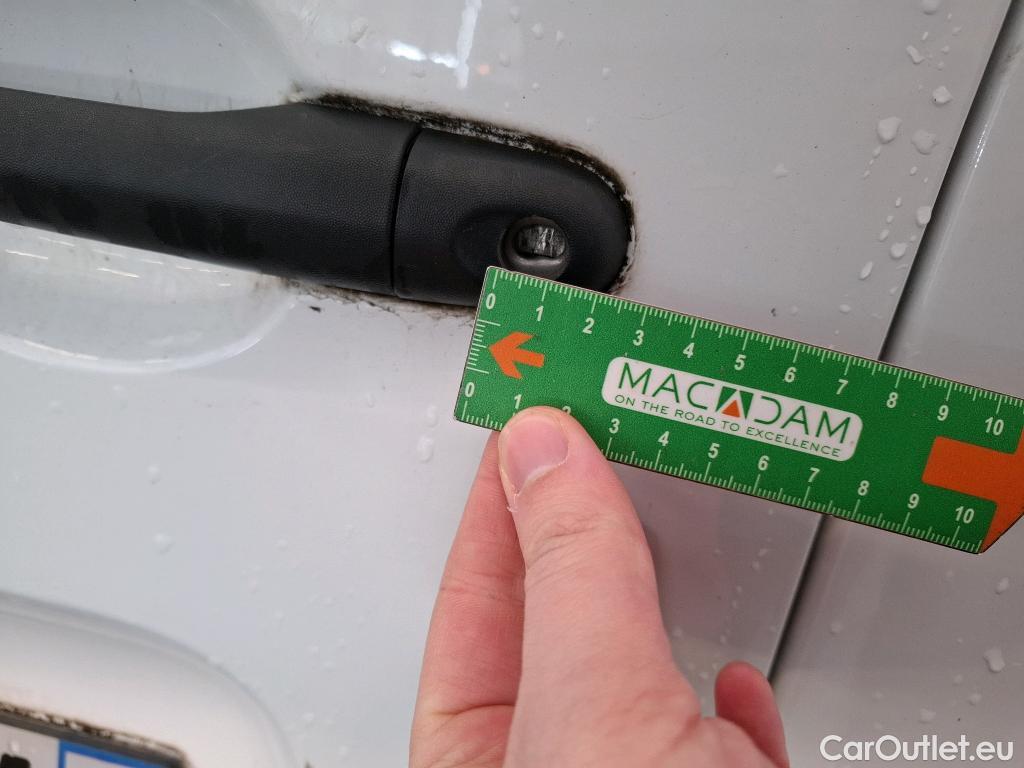 0 1 2 3 4 5 6 7 8 9 10
MACADAM
ON THE ROAD TO EXCELLENCE
0 1 2 3 4 5 6 7 8 9 10
CarOutlet.eu